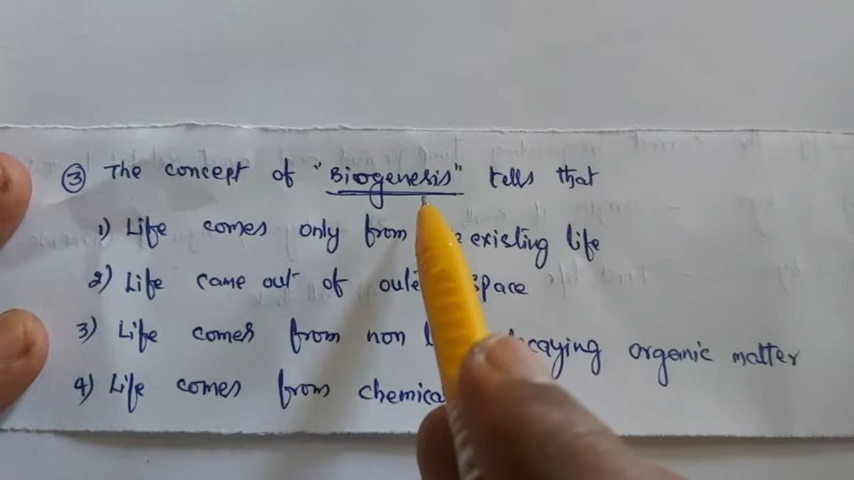 ③ The concept of "Biogenesis" tells that
1) Life comes only from existing life
2) Life came out of space
3) Life comes from non organic matter
4) Life comes from